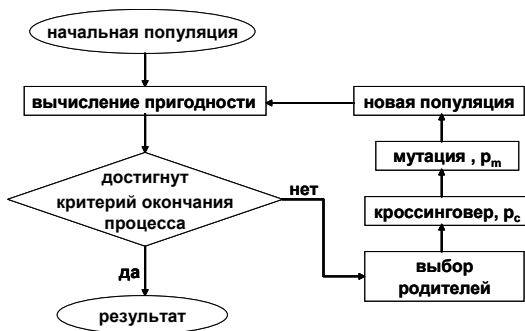 начальная популяция
вычисление пригодности
новая популяция
мутация , pm
достигнут
критерий окончания
процесса
нет
кроссинговер, pc
выбор
родителей
да
результат